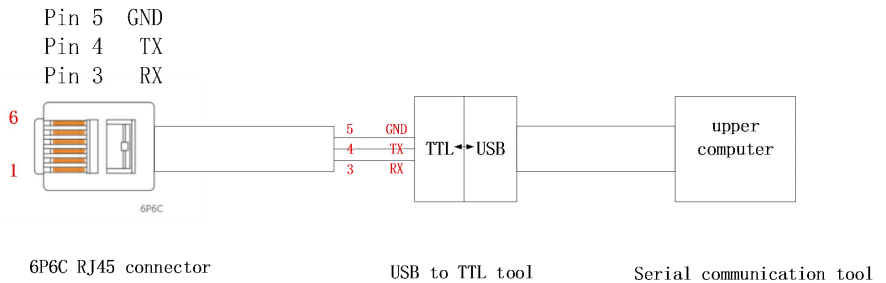 Pin 5 GND
Pin 4 TX
Pin 3 RX
6
1
6P6C
5 GND
4 TX
3 RX
TTL USB
upper
computer
6P6C RJ45 connector
USB to TTL tool
Serial communication tool